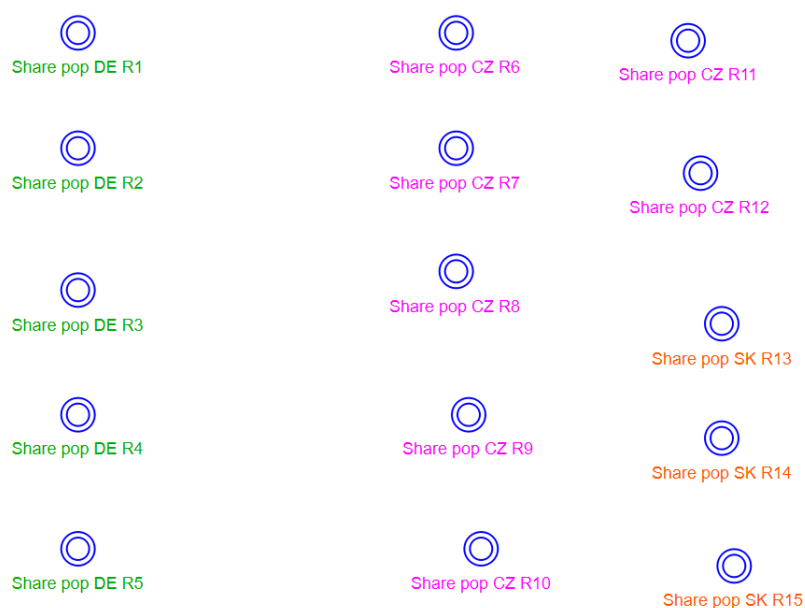 Share pop DE R1
Share pop CZ R6
Share pop CZ R11
Share pop DE R2
Share pop CZ R7
Share pop CZ R12
Share pop DE R3
Share pop CZ R8
Share pop SK R13
Share pop DE R4
Share pop CZ R9
Share pop SK R14
Share pop DE R5
Share pop CZ R10
Share pop SK R15